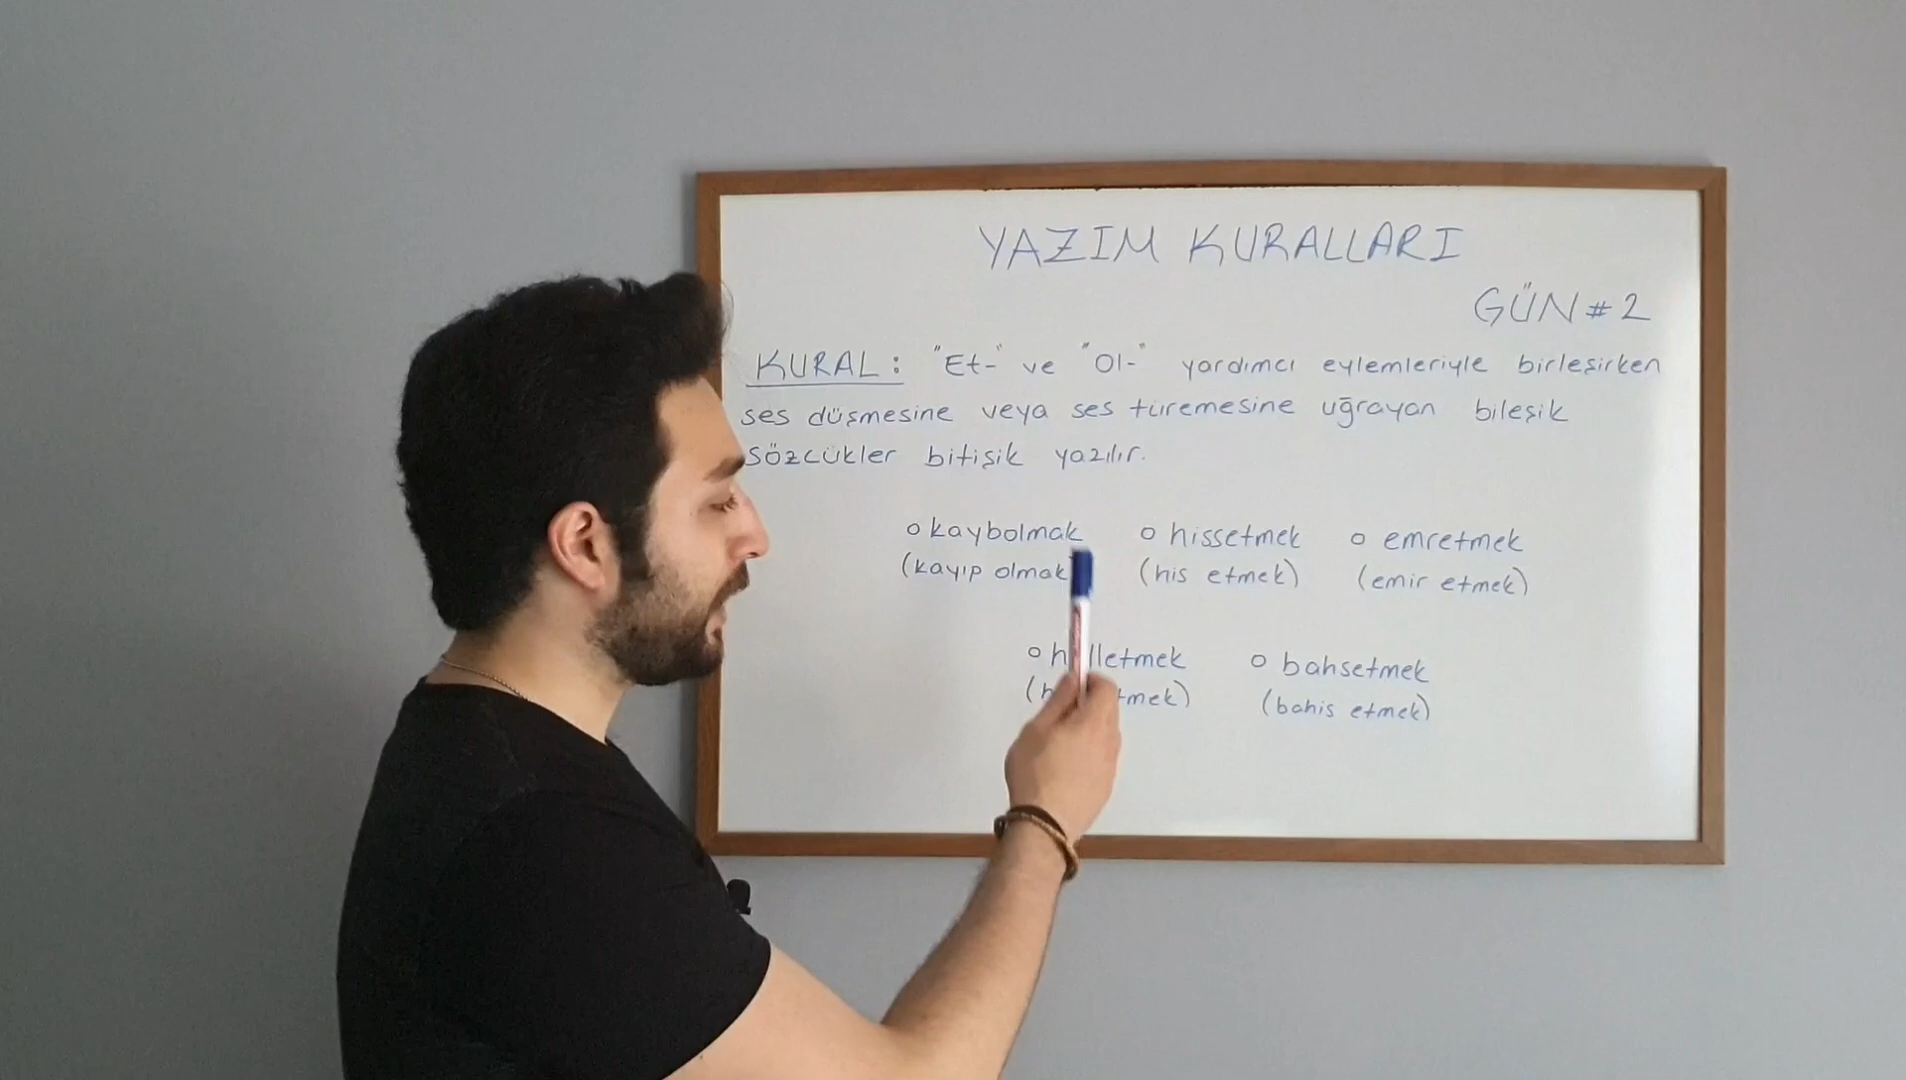 YAZIM KURALLARI
GÜN #2
KURAL: "Et-" ve "Ol-" yardımcı eylemleriyle birleşirken
ses düşmesine veya ses türemesine uğrayan bileşik
sözcükler bitişik yazılır.
o kaybolmak o hissetmek o emretmek
(kayıp olmak) (his etmek) (emir etmek)
o bahsetmek
(bahis etmek)